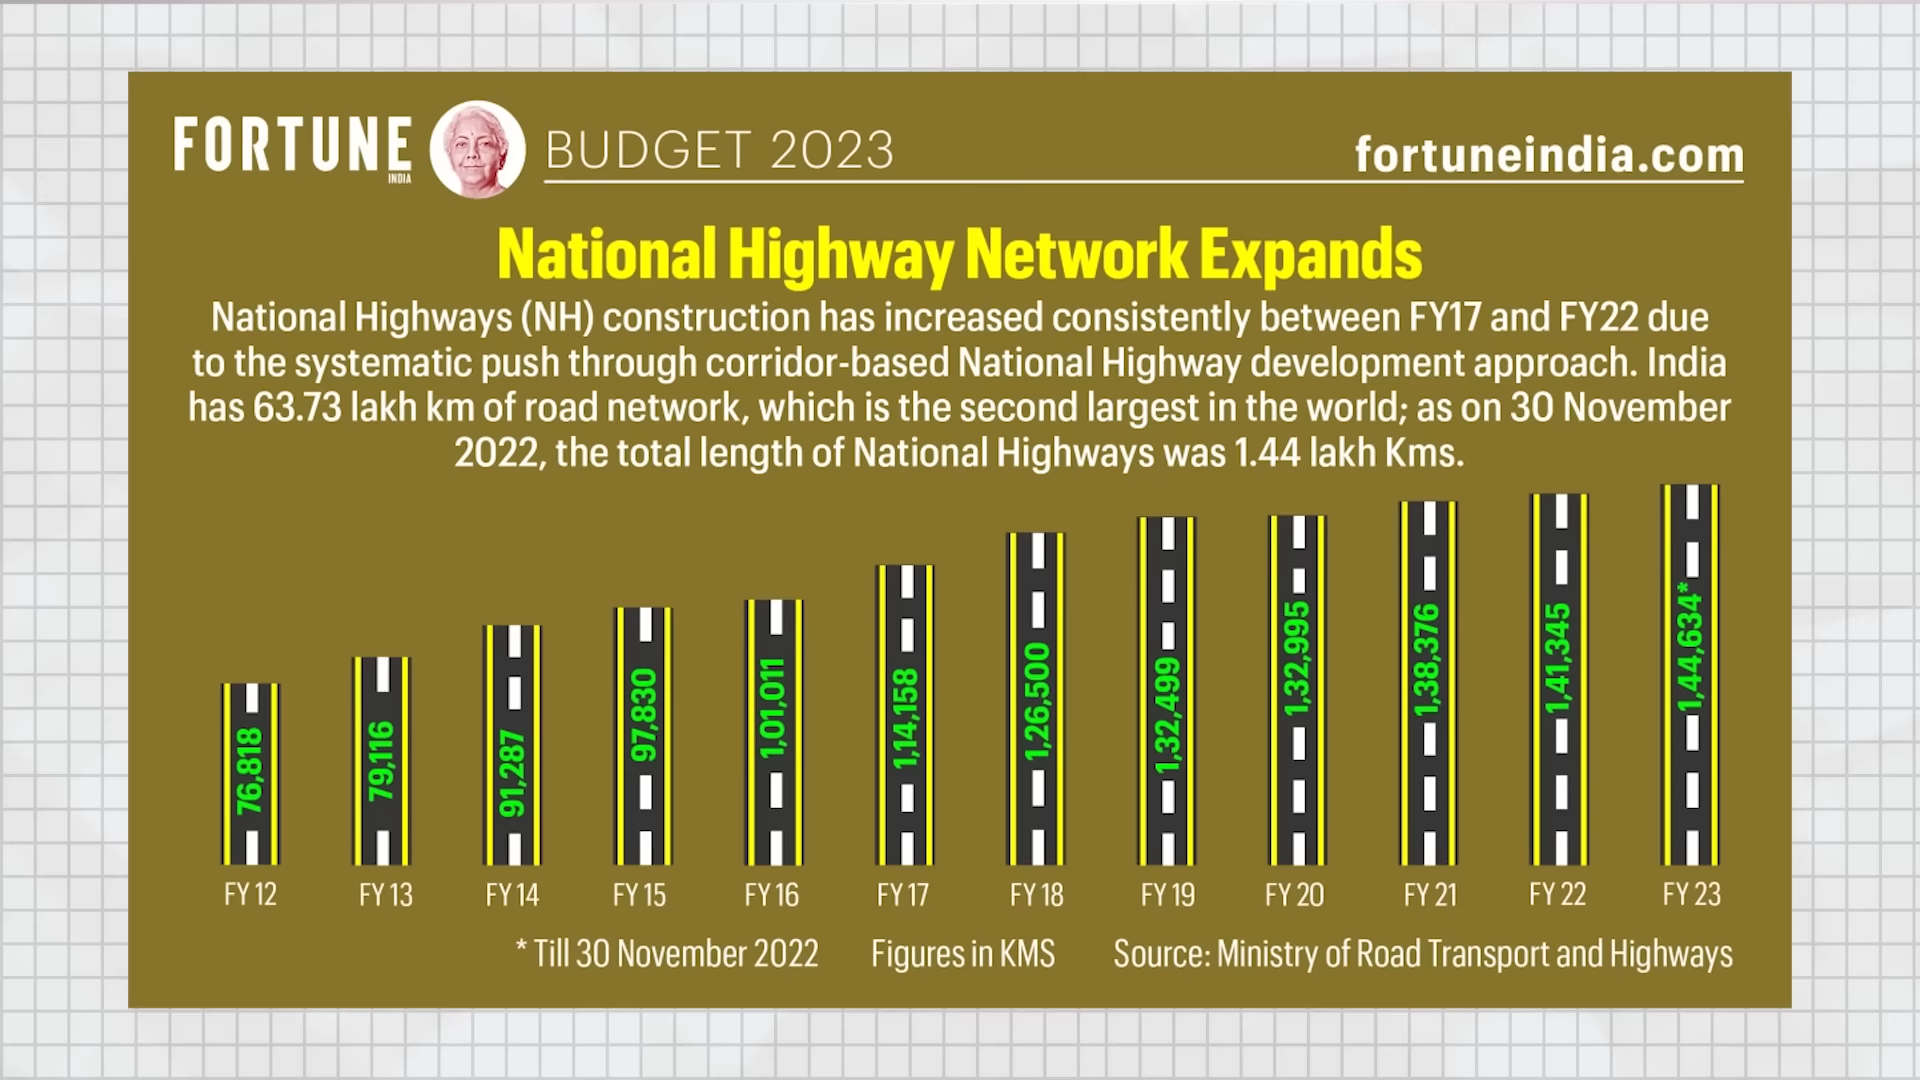 FORTUNE
INDIA
BUDGET 2023
fortuneindia.com
National Highway Network Expands
National Highways (NH) construction has increased consistently between FY17 and FY22 due
to the systematic push through corridor-based National Highway development approach. India
has 63.73 lakh km of road network, which is the second largest in the world; as on 30 November
2022, the total length of National Highways was 1.44 lakh Kms.
76,818
79,116
91,287
97,830
1,01,011
1,14,158
1,26,500
1,32,499
1,32,995
1,38,376
1,41,345
1,44,634*
FY 12
FY 13
FY 14
FY 15
FY 16
FY 17
FY 18
FY 19
FY 20
FY 21
FY 22
FY 23
* Till 30 November 2022
Figures in KMS
Source: Ministry of Road Transport and Highways